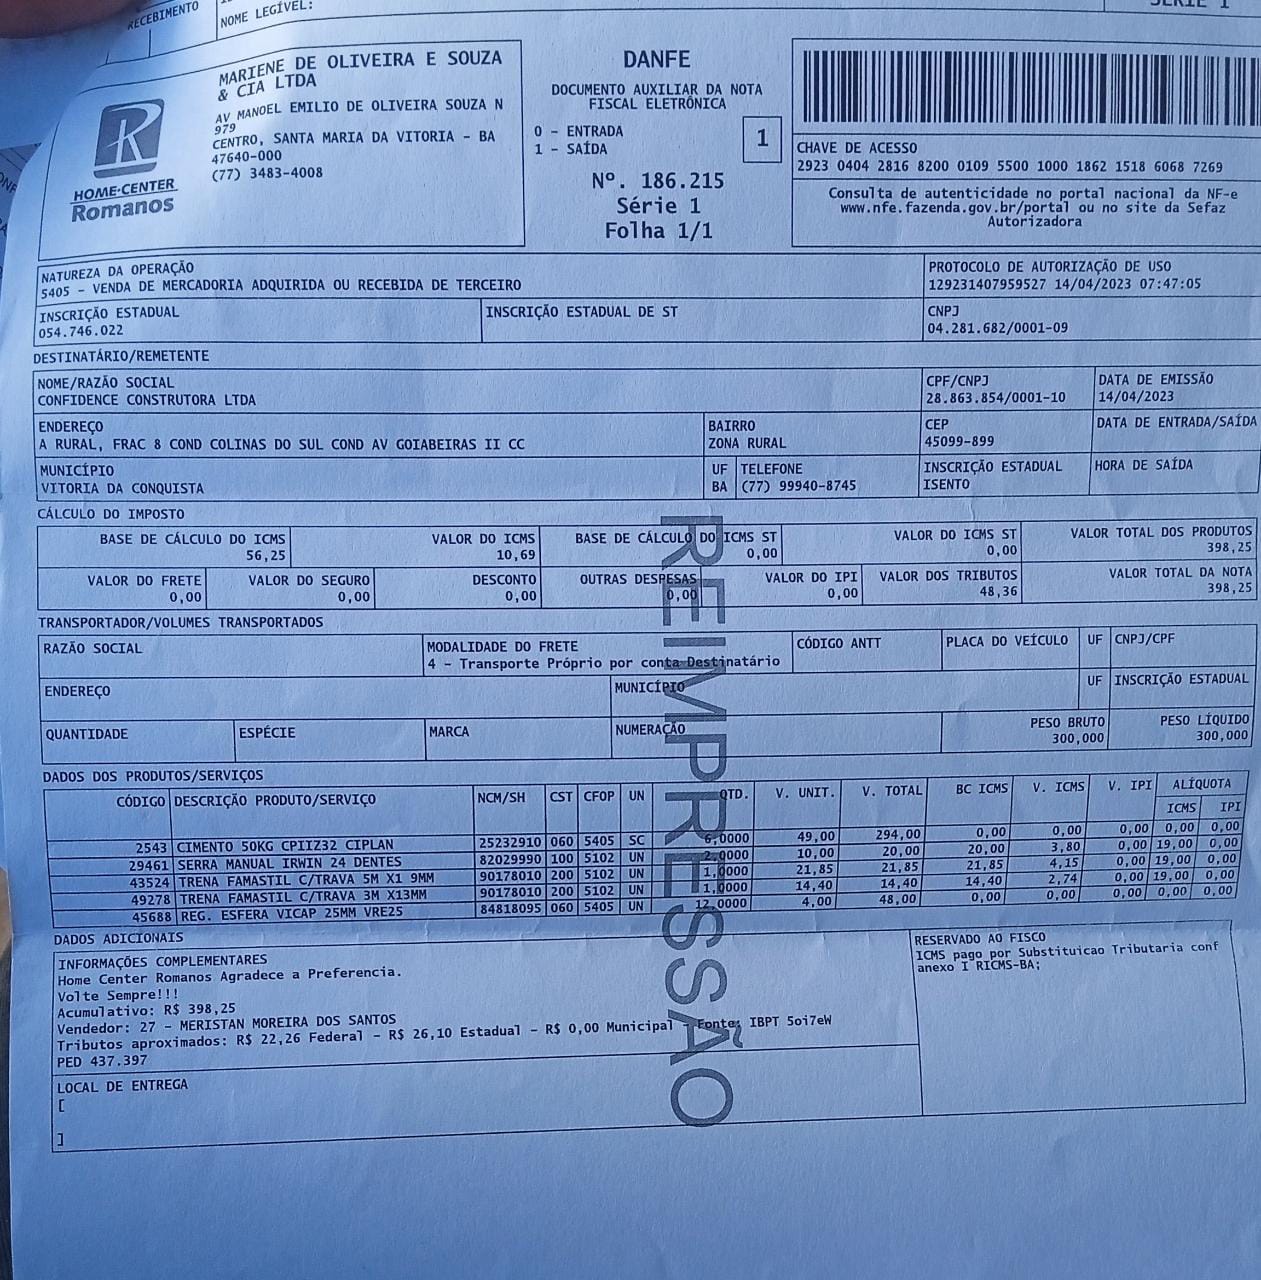 RECEBIMENTO
NOME LEGÍVEL:
SÉRIE 1
HOME·CENTER
Romanos
MARIENE DE OLIVEIRA E SOUZA
& CIA LTDA
AV MANOEL EMILIO DE OLIVEIRA SOUZA N
979
CENTRO, SANTA MARIA DA VITORIA - BA
47640-000
(77) 3483-4008
DANFE
DOCUMENTO AUXILIAR DA NOTA
FISCAL ELETRÔNICA
0 - ENTRADA
1 - SAÍDA
1
Nº. 186.215
Série 1
Folha 1/1
CHAVE DE ACESSO
2923 0404 2816 8200 0109 5500 1000 1862 1518 6068 7269
Consulta de autenticidade no portal nacional da NF-e
www.nfe.fazenda.gov.br/portal ou no site da Sefaz
Autorizadora
NATUREZA DA OPERAÇÃO
5405 - VENDA DE MERCADORIA ADQUIRIDA OU RECEBIDA DE TERCEIRO
PROTOCOLO DE AUTORIZAÇÃO DE USO
129231407959527 14/04/2023 07:47:05
INSCRIÇÃO ESTADUAL
054.746.022
INSCRIÇÃO ESTADUAL DE ST
CNPJ
04.281.682/0001-09
DESTINATÁRIO/REMETENTE
NOME/RAZÃO SOCIAL
CONFIDENCE CONSTRUTORA LTDA
CPF/CNPJ
28.863.854/0001-10
DATA DE EMISSÃO
14/04/2023
ENDEREÇO
A RURAL, FRAC 8 COND COLINAS DO SUL COND AV GOIABEIRAS II CC
BAIRRO
ZONA RURAL
CEP
45099-899
DATA DE ENTRADA/SAÍDA
MUNICÍPIO
VITORIA DA CONQUISTA
UF
BA
TELEFONE
(77) 99940-8745
INSCRIÇÃO ESTADUAL
ISENTO
HORA DE SAÍDA
CÁLCULO DO IMPOSTO
BASE DE CÁLCULO DO ICMS
56,25
VALOR DO ICMS
10,69
BASE DE CÁLCULO DO ICMS ST
0,00
VALOR DO ICMS ST
0,00
VALOR TOTAL DOS PRODUTOS
398,25
VALOR DO FRETE
0,00
VALOR DO SEGURO
0,00
DESCONTO
0,00
OUTRAS DESPESAS
0,00
VALOR DO IPI
0,00
VALOR DOS TRIBUTOS
48,36
VALOR TOTAL DA NOTA
398,25
TRANSPORTADOR/VOLUMES TRANSPORTADOS
RAZÃO SOCIAL
MODALIDADE DO FRETE
4 - Transporte Próprio por conta Destinatário
CÓDIGO ANTT
PLACA DO VEÍCULO
UF
CNPJ/CPF
ENDEREÇO
MUNICÍPIO
UF
INSCRIÇÃO ESTADUAL
QUANTIDADE
ESPÉCIE
MARCA
NUMERAÇÃO
PESO BRUTO
300,000
PESO LÍQUIDO
300,000
DADOS DOS PRODUTOS/SERVIÇOS
CÓDIGO DESCRIÇÃO PRODUTO/SERVIÇO NCM/SH CST CFOP UN QTD. V. UNIT. V. TOTAL BC ICMS V. ICMS V. IPI ALÍQUOTA
ICMS IPI
2543 CIMENTO 50KG CPIIZ32 CIPLAN 25232910 060 5405 SC 6,0000 49,00 294,00 0,00 0,00 0,00 0,00 0,00
29461 SERRA MANUAL IRWIN 24 DENTES 82029990 100 5102 UN 2,0000 10,00 20,00 20,00 3,80 0,00 19,00 0,00
43524 TRENA FAMASTIL C/TRAVA 5M X1 9MM 90178010 200 5102 UN 1,0000 21,85 21,85 21,85 4,15 0,00 19,00 0,00
49278 TRENA FAMASTIL C/TRAVA 3M X13MM 90178010 200 5102 UN 1,0000 14,40 14,40 14,40 2,74 0,00 19,00 0,00
45688 REG. ESFERA VICAP 25MM VRE25 84818095 060 5405 UN 12,0000 4,00 48,00 0,00 0,00 0,00 0,00 0,00
REIMPRESSÃO
DADOS ADICIONAIS
INFORMAÇÕES COMPLEMENTARES
Home Center Romanos Agradece a Preferencia.
Volte Sempre!!!
Acumulativo: R$ 398,25
Vendedor: 27 - MERISTAN MOREIRA DOS SANTOS
Tributos aproximados: R$ 22,26 Federal - R$ 26,10 Estadual - R$ 0,00 Municipal - Fonte: IBPT 5oi7eW
PED 437.397
RESERVADO AO FISCO
ICMS pago por Substituicao Tributaria conf
anexo I RICMS-BA;
LOCAL DE ENTREGA
[
]